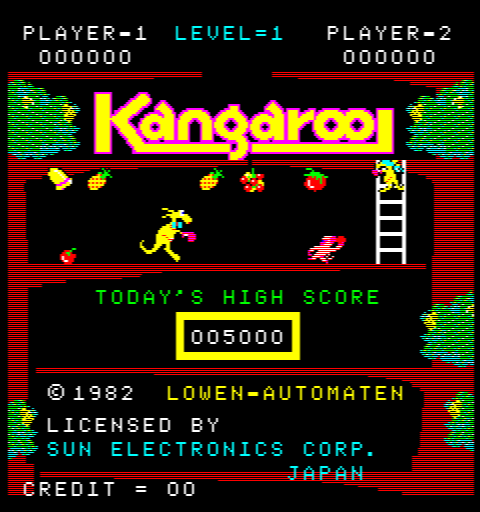 PLAYER-1 LEVEL=1 PLAYER-2
000000 000000
Kangaroo
TODAY'S HIGH SCORE
005000
©1982 LOWEN-AUTOMATEN
LICENSED BY
SUN ELECTRONICS CORP.
JAPAN
CREDIT = 00